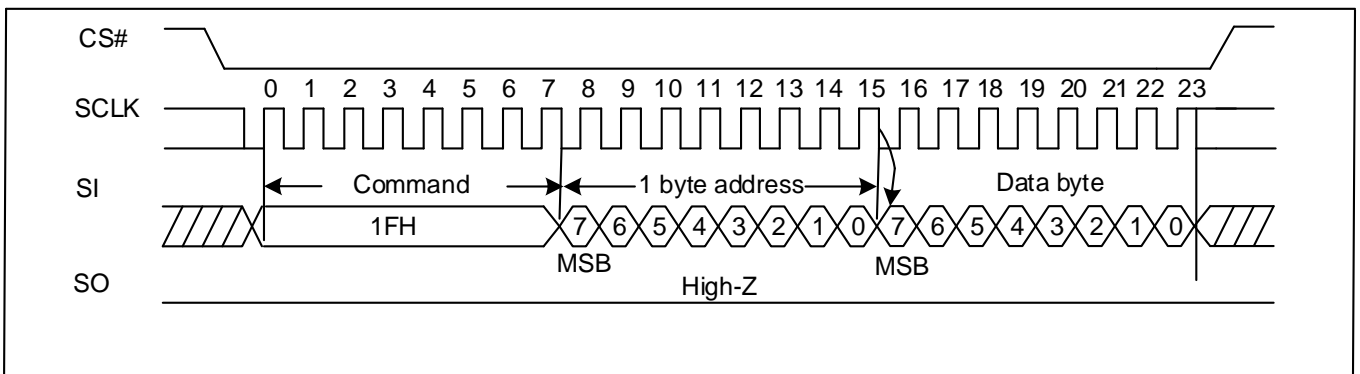 CS#
0 1 2 3 4 5 6 7 8 9 10 11 12 13 14 15 16 17 18 19 20 21 22 23
SCLK
SI
Command 1 byte address Data byte
1FH 7 6 5 4 3 2 1 0 7 6 5 4 3 2 1 0
MSB MSB
SO High-Z